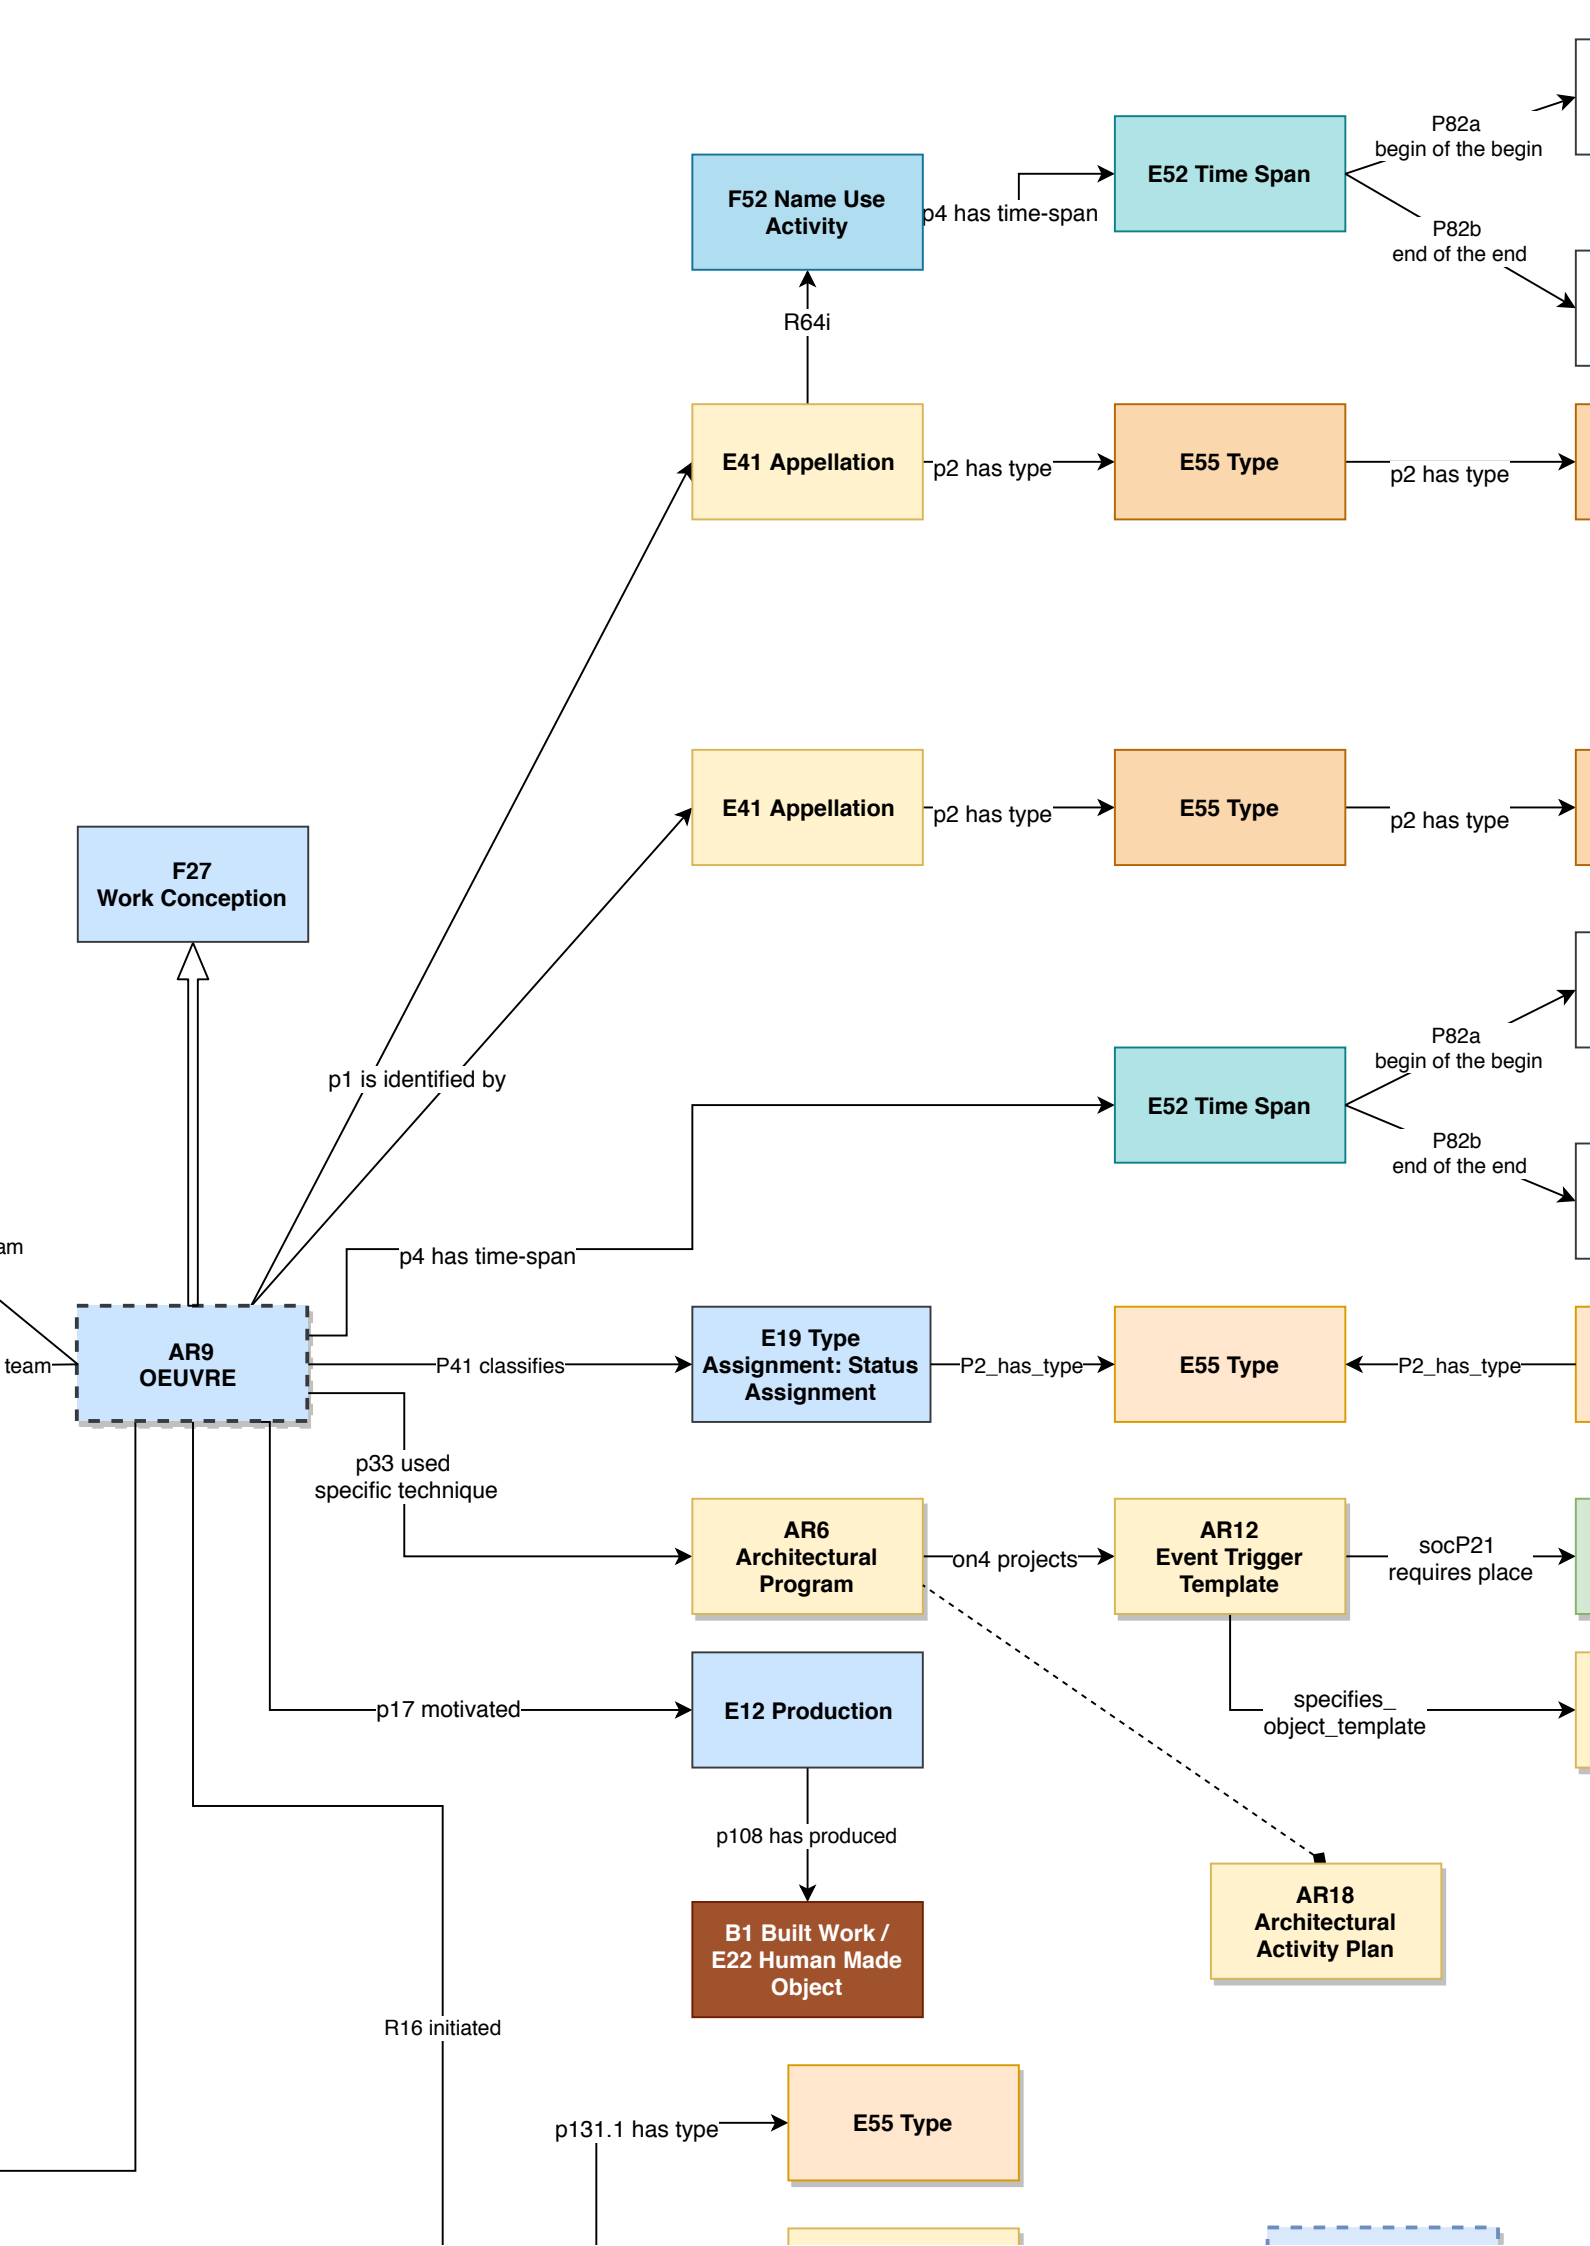 P82a
begin of the begin
E52 Time Span
F52 Name Use
Activity
p4 has time-span
P82b
end of the end
R64i
E41 Appellation
p2 has type
E55 Type
p2 has type
E41 Appellation
p2 has type
E55 Type
p2 has type
F27
Work Conception
P82a
begin of the begin
p1 is identified by
E52 Time Span
P82b
end of the end
am
p4 has time-span
team
AR9
OEUVRE
P41 classifies
E19 Type
Assignment: Status
Assignment
P2_has_type
E55 Type
P2_has_type
p33 used
specific technique
AR6
Architectural
Program
on4 projects
AR12
Event Trigger
Template
socP21
requires place
p17 motivated
E12 Production
specifies_
object_template
p108 has produced
AR18
Architectural
Activity Plan
B1 Built Work /
E22 Human Made
Object
R16 initiated
p131.1 has type
E55 Type